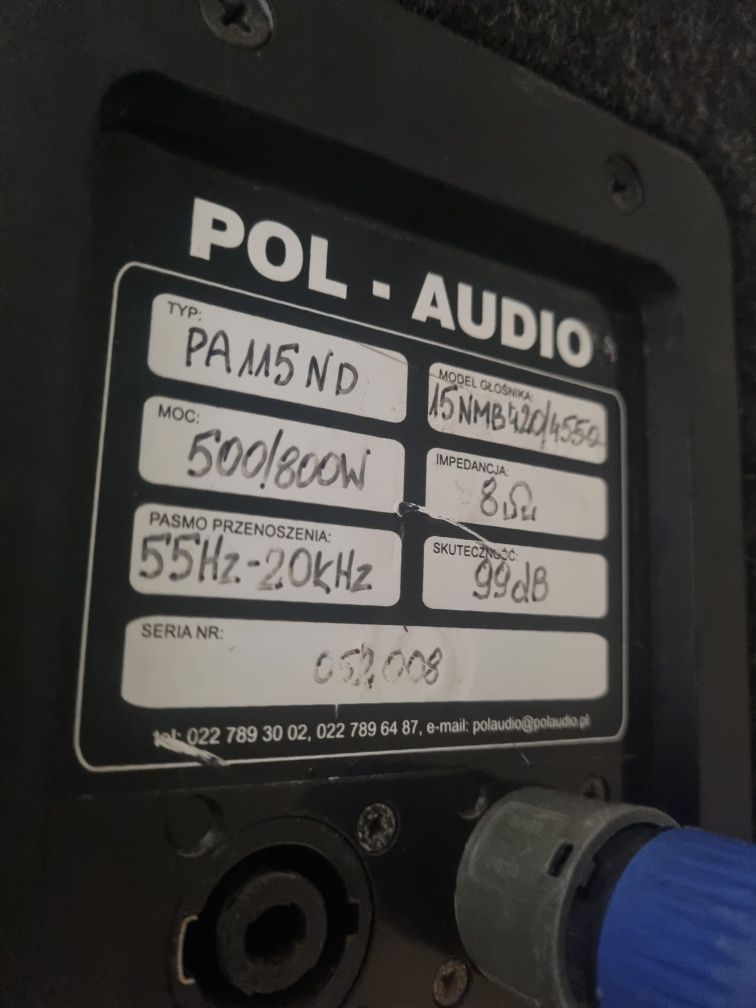 POL - AUDIO
TYP: PA115ND
MODEL GŁOŚNIKA: 15NMB420/4550
MOC: 500/800W
IMPEDANCJA: 8Ω
PASMO PRZENOSZENIA: 55Hz-20kHz
SKUTECZNOŚĆ: 99dB
SERIA NR: 052008
tel: 022 789 30 02, 022 789 64 87, e-mail: polaudio@polaudio.pl